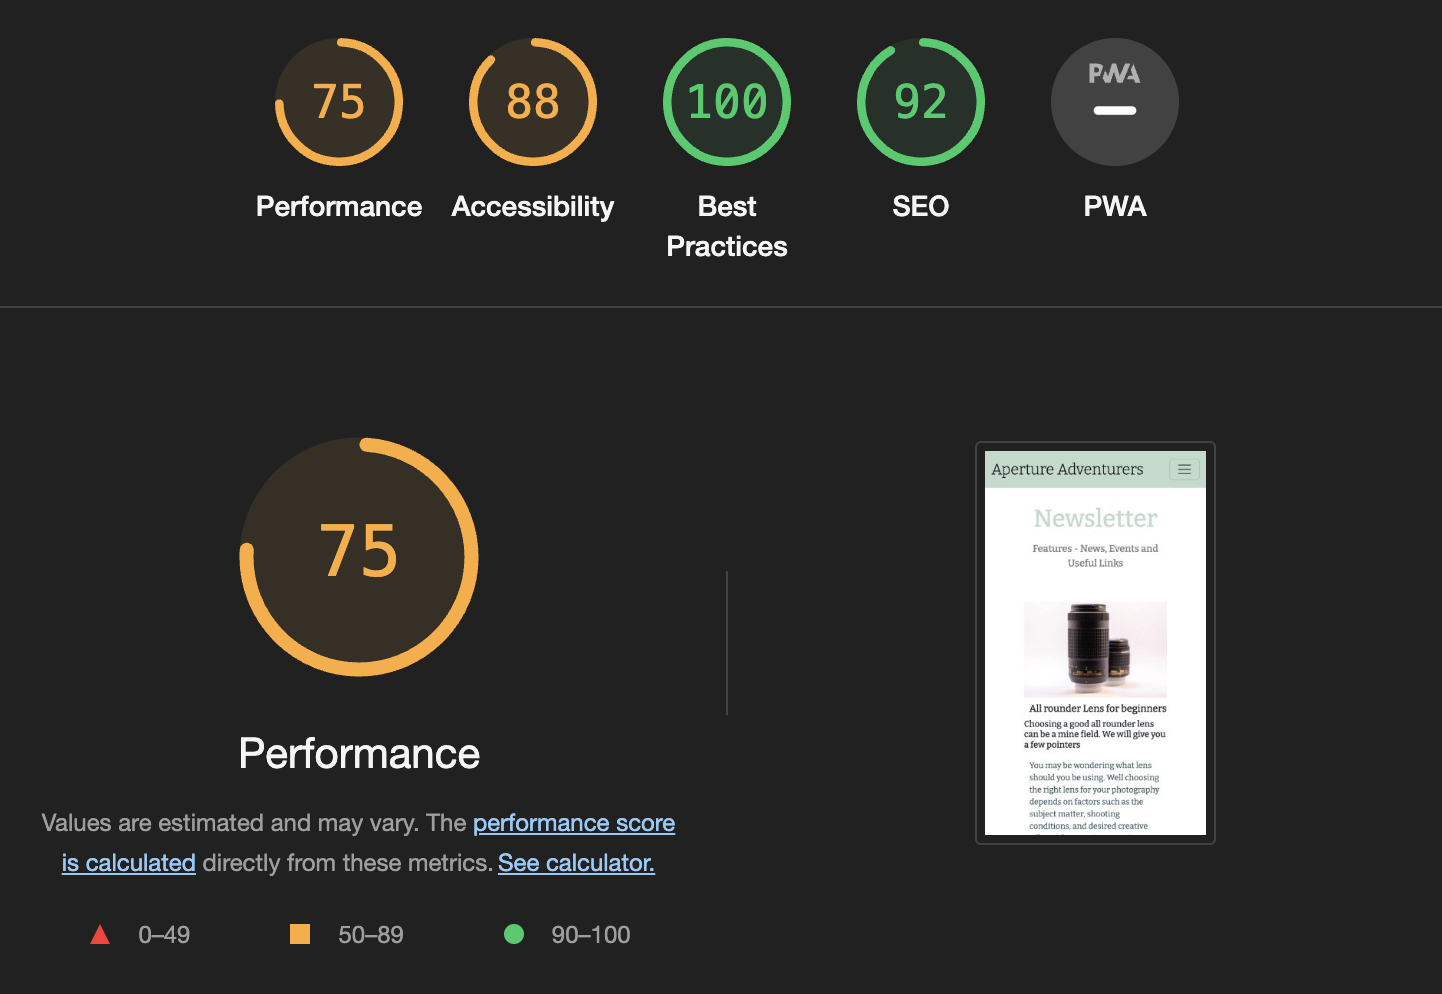 75
88
100
92
PWA
Performance
Accessibility
Best
Practices
SEO
PWA
75
Performance
Values are estimated and may vary. The performance score
is calculated directly from these metrics. See calculator.
0–49
50–89
90–100
Aperture Adventurers
Newsletter
Features - News, Events and
Useful Links
All rounder Lens for beginners
Choosing a good all rounder lens
can be a mine field. We will give you
a few pointers
You may be wondering what lens
should you be using. Well choosing
the right lens for your photography
depends on factors such as the
subject matter, shooting
conditions, and desired creative